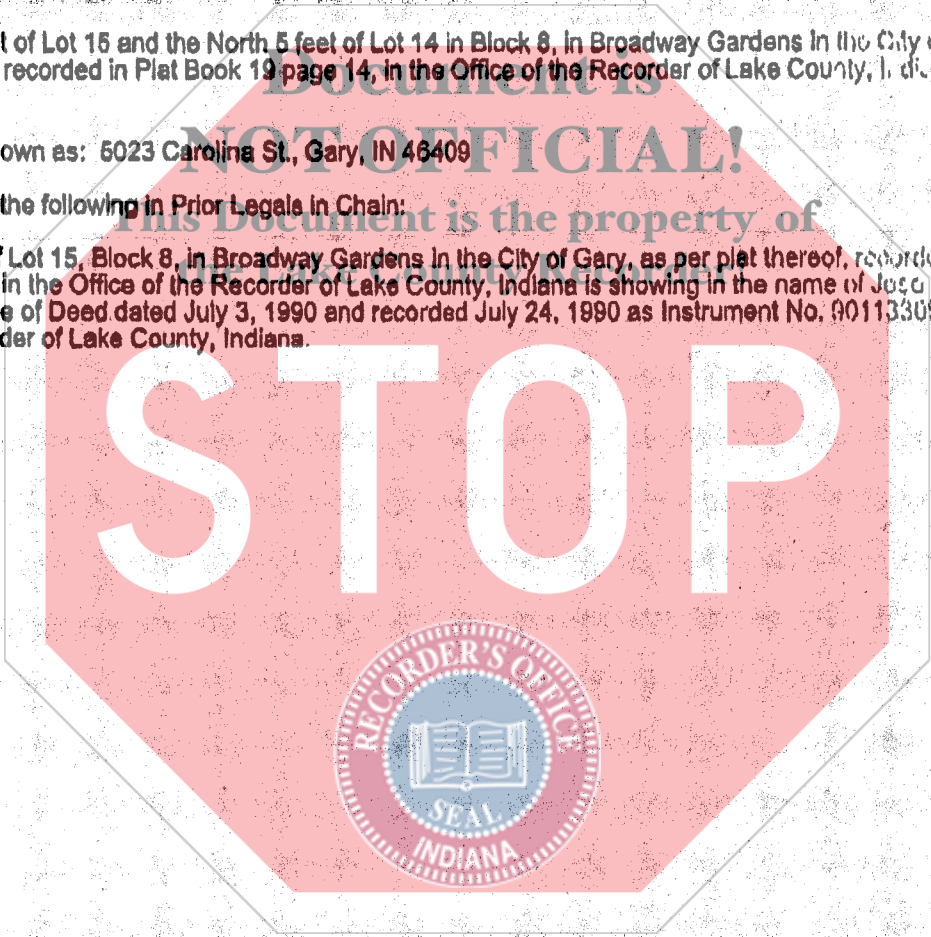 t of Lot 15 and the North 5 feet of Lot 14 in Block 8, in Broadway Gardens in the City
recorded in Plat Book 19 page 14, in the Office of the Recorder of Lake County,
Document is
own as: 5023 Carolina St., Gary, IN 46409
NOT OFFICIAL!
the following in Prior Legals in Chain:
This Document is the property of
Lot 15, Block 8, in Broadway Gardens in the City of Gary, as per plat thereof,
the Lake County Recorder!
in the Office of the Recorder of Lake County, Indiana is showing in the name of
e of Deed dated July 3, 1990 and recorded July 24, 1990 as Instrument No.
der of Lake County, Indiana.
STOP
RECORDER'S OFFICE
SEAL
INDIANA